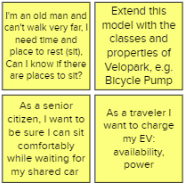 I'm an old man and
can't walk very far, I
need time and
place to rest (sit),
Can I know if there
are places to sit?
Extend this
model with the
classes and
properties of
Velopark, e.g.
Bicycle Pump
As a senior
citizen, I want to
be sure I can sit
comfortably
while waiting for
my shared car
As a traveler I
want to charge
my EV:
availability,
power